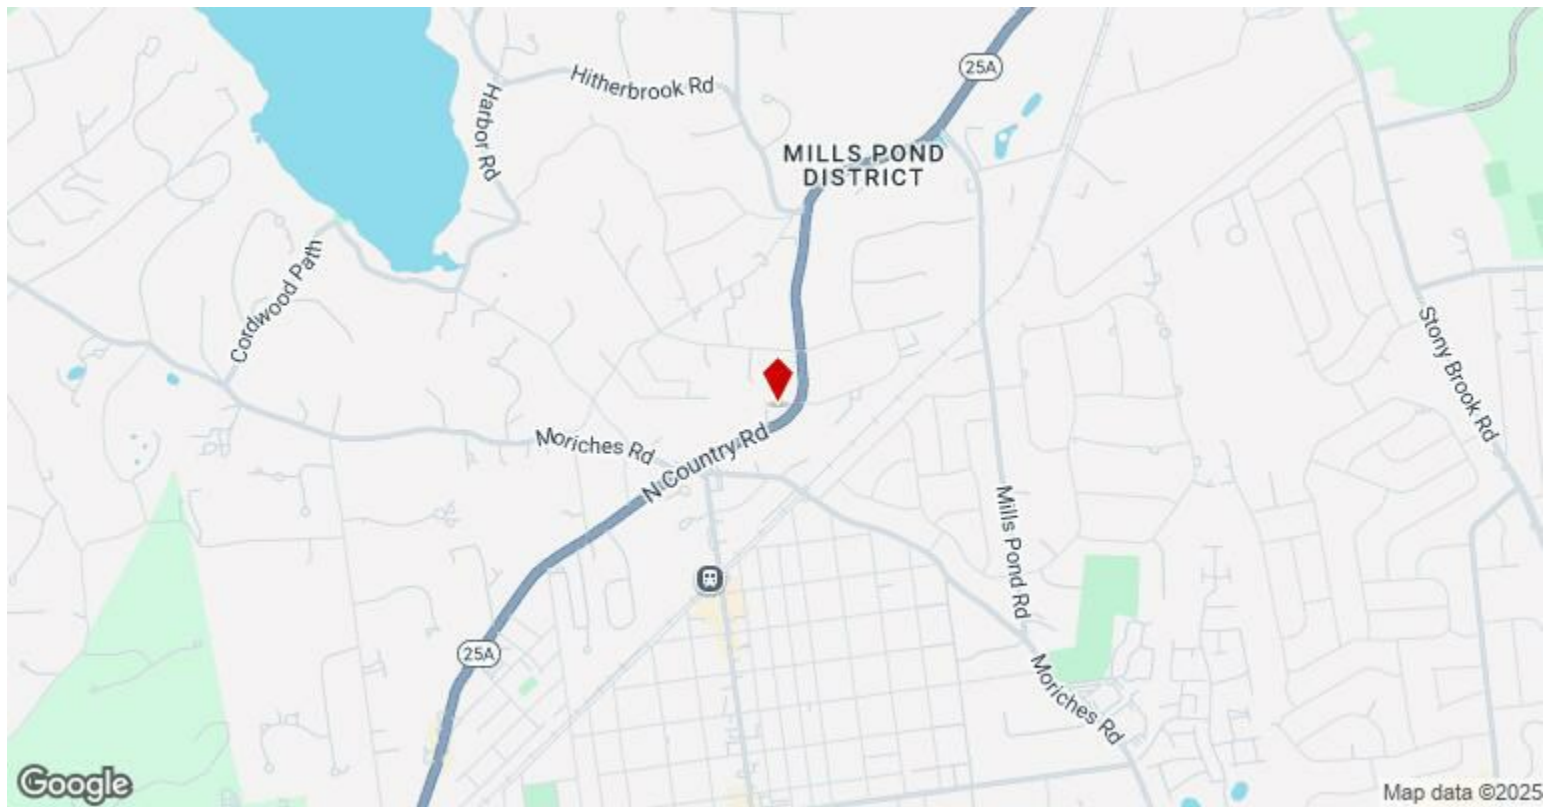 25A
Hitherbrook Rd
Harbor Rd
MILLS POND
DISTRICT
Cordwood Path
Stony Brook Rd
Moriches Rd
N Country Rd
Mills Pond Rd
25A
Moriches Rd
Google
Map data ©2025